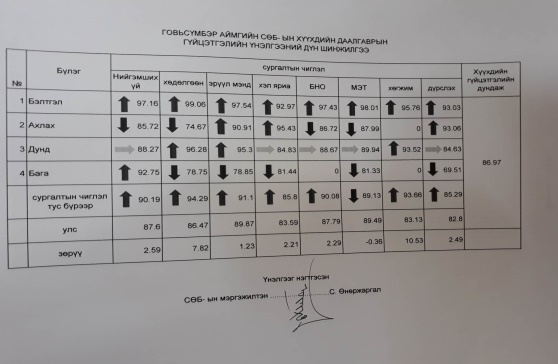 ГОВЬСҮМБЭР АЙМГИЙН СӨБ- ЫН ХҮҮХДИЙН ДААЛГАВРЫН
ГҮЙЦЭТГЭЛИЙН ҮНЭЛГЭЭНИЙ ДҮН ШИНЖИЛГЭЭ
№ Бүлэг сургалтын чиглэл Хүүхдийн гүйцэтгэлийн дундаж
Нийгэмших үй хөдөлгөөн эрүүл мэнд хэл яриа БНО МЭТ хөгжим дүрслэх
1 Бэлтгэл 97.16 99.06 97.54 92.97 97.43 98.01 95.76 93.03
2 Ахлах 85.72 74.67 90.91 95.43 86.72 87.99 0 93.06
3 Дунд 88.27 96.28 95.3 84.83 88.67 89.94 93.52 84.63
4 Бага 92.75 78.75 78.85 81.44 0 81.33 0 69.51
86.97
сургалтын чиглэл тус бүрээр 90.19 94.29 91.1 85.8 90.08 89.13 93.66 85.29
улс 87.6 86.47 89.87 83.59 87.79 89.49 83.13 82.8
зөрүү 2.59 7.82 1.23 2.21 2.29 -0.36 10.53 2.49
Үнэлгээг нэгтгэсэн
СӨБ- ын мэргэжилтэн С. Өнөржаргал